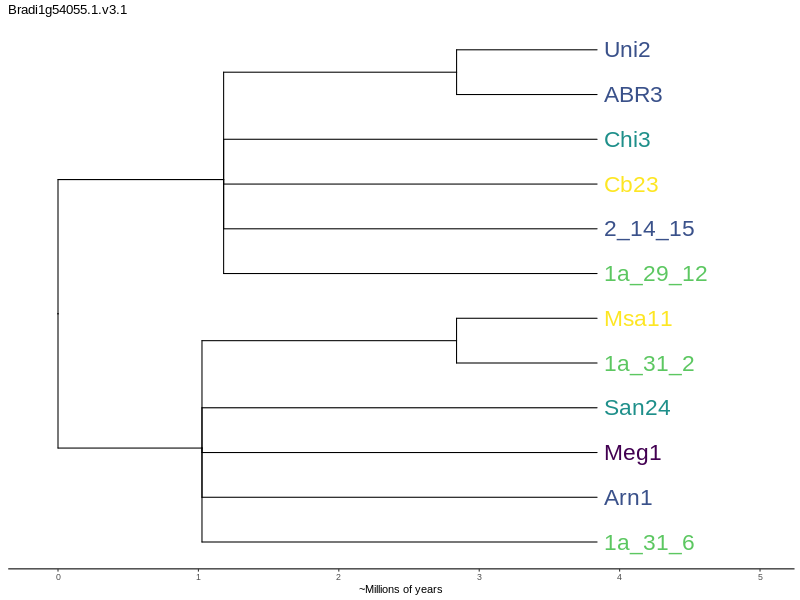 Bradi1g54055.1.v3.1
Uni2
ABR3
Chi3
Cb23
2_14_15
1a_29_12
Msa11
1a_31_2
San24
Meg1
Arn1
1a_31_6
0 1 2 3 4 5
~Millions of years